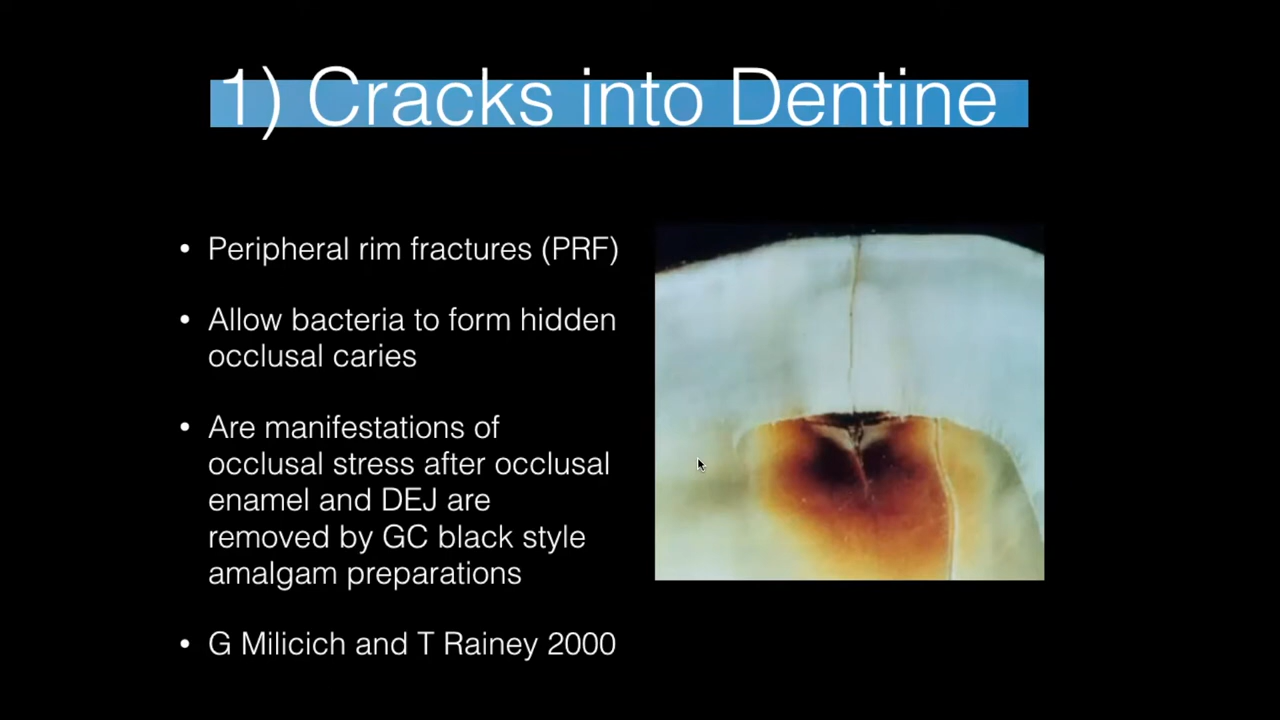 1) Cracks into Dentine
• Peripheral rim fractures (PRF)
• Allow bacteria to form hidden
occlusal caries
• Are manifestations of
occlusal stress after occlusal
enamel and DEJ are
removed by GC black style
amalgam preparations
• G Milicich and T Rainey 2000